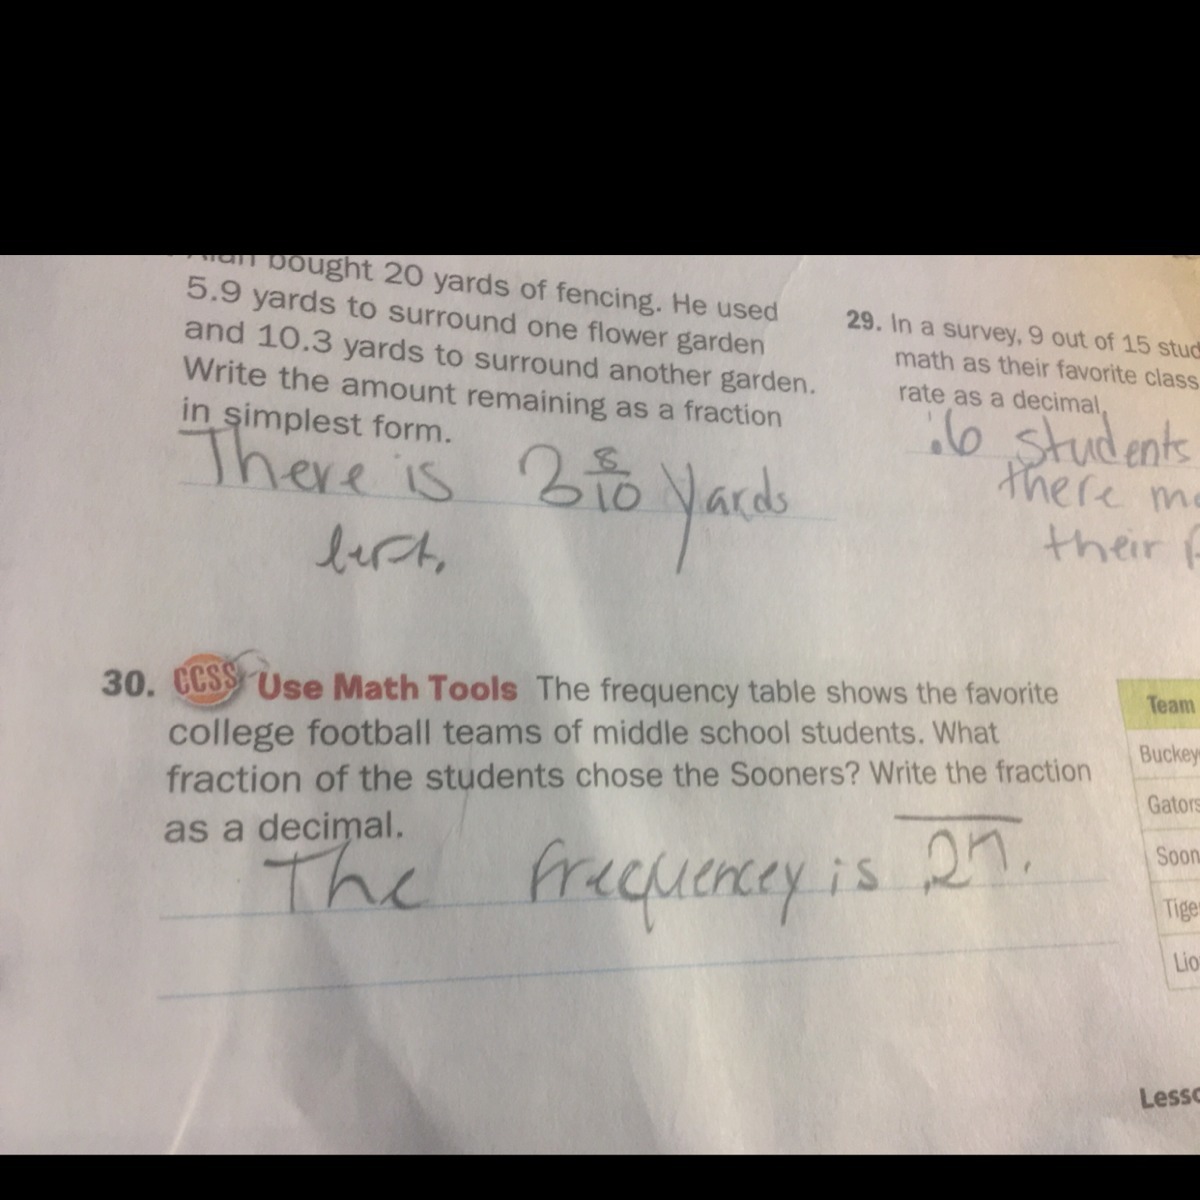 bought 20 yards of fencing. He used
5.9 yards to surround one flower garden
and 10.3 yards to surround another garden.
Write the amount remaining as a fraction
in simplest form.
There is 3 8/10 yards
29. In a survey, 9 out of 15 stud
math as their favorite class
rate as a decimal.
.6 students
there m
their f
30. CCSS Use Math Tools The frequency table shows the favorite
college football teams of middle school students. What
fraction of the students chose the Sooners? Write the fraction
as a decimal.
The frequencey is .27.
Team
Buckey
Gators
Soon
Tige
Lio
Lesso